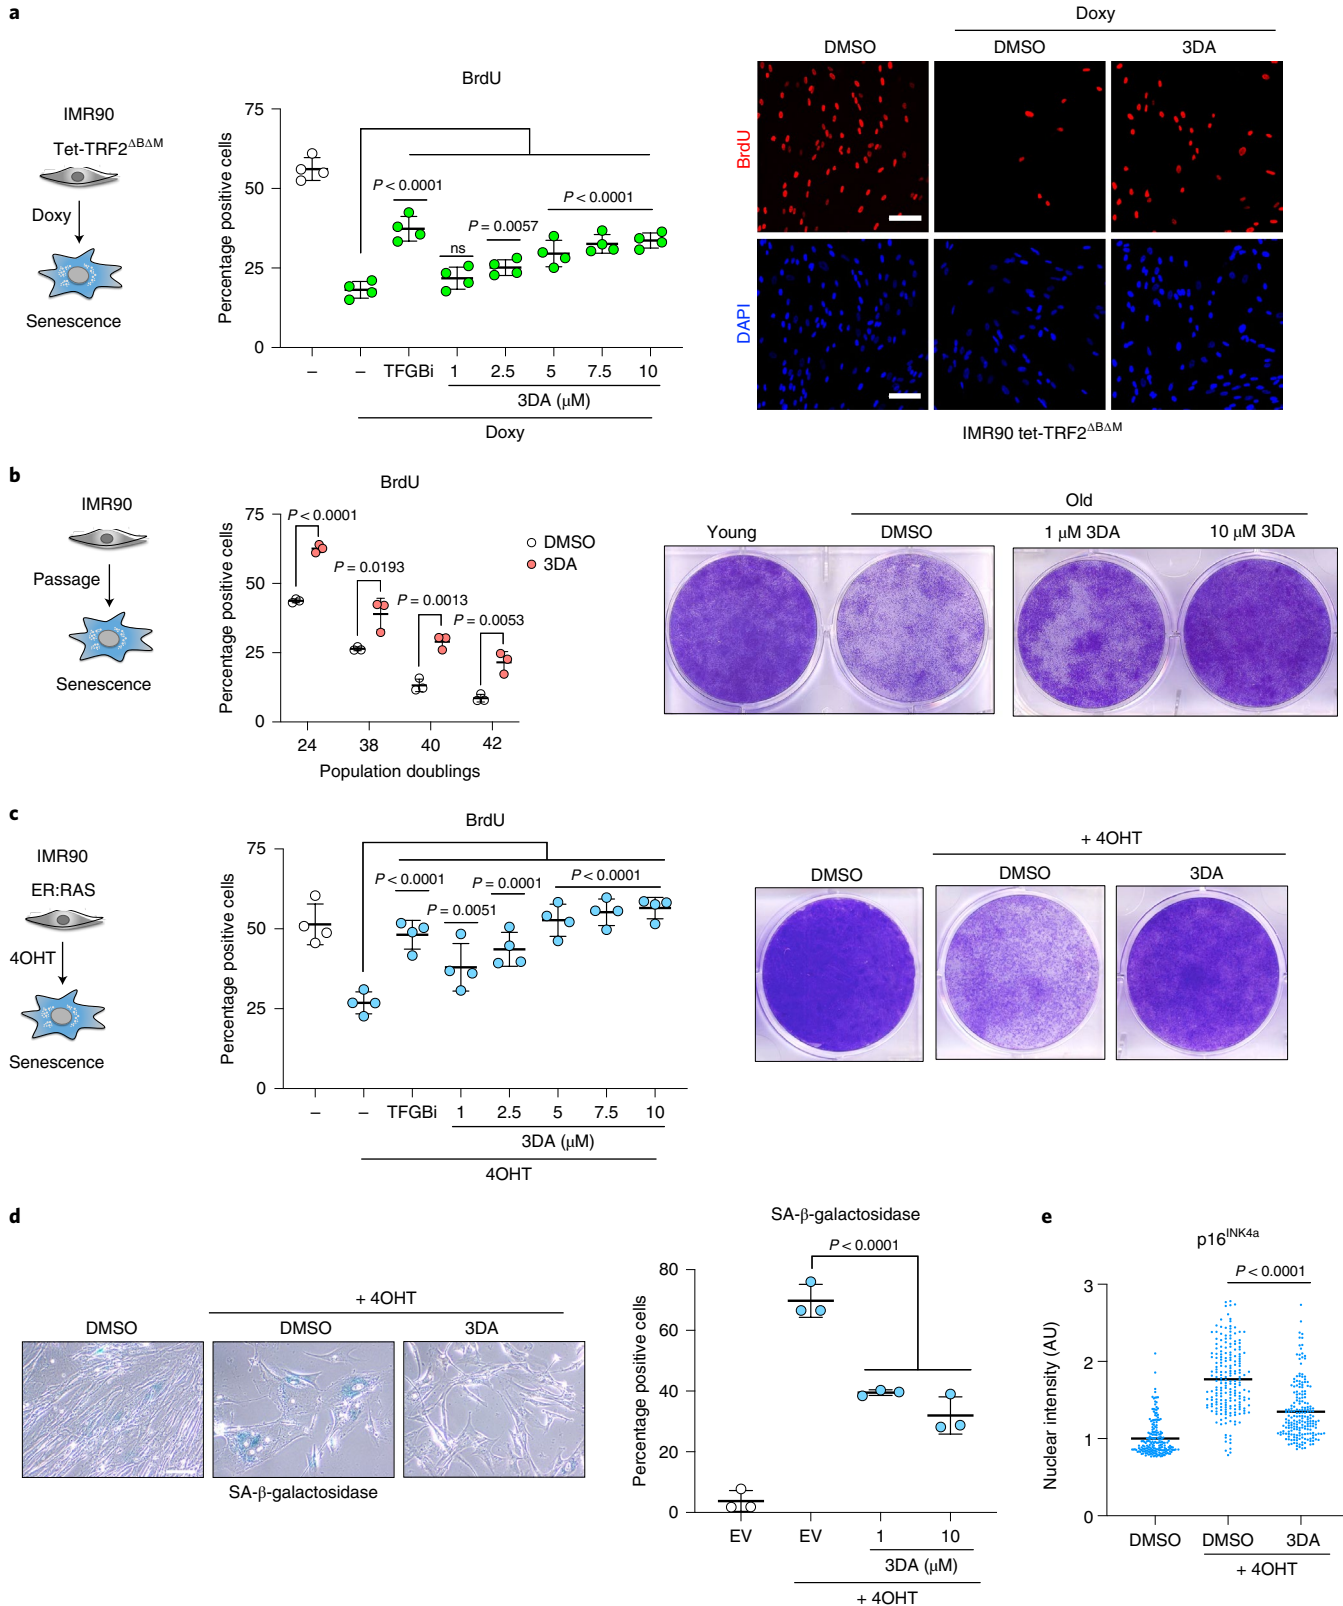 a
IMR90
Tet-TRF2ΔBΔM
Doxy
Senescence
BrdU
Percentage positive cells
75
50
25
0
P < 0.0001
ns
P = 0.0057
P < 0.0001
– – TFGBi 1 2.5 5 7.5 10
3DA (μM)
Doxy
Doxy
DMSO DMSO 3DA
BrdU
DAPI
IMR90 tet-TRF2ΔBΔM
b
IMR90
Passage
Senescence
BrdU
Percentage positive cells
75
50
25
0
P < 0.0001
P = 0.0193
P = 0.0013
P = 0.0053
DMSO
3DA
24 38 40 42
Population doublings
Old
Young DMSO 1 μM 3DA 10 μM 3DA
c
IMR90
ER:RAS
4OHT
Senescence
BrdU
Percentage positive cells
75
50
25
0
P < 0.0001
P = 0.0051
P = 0.0001
P < 0.0001
– – TFGBi 1 2.5 5 7.5 10
3DA (μM)
4OHT
+ 4OHT
DMSO DMSO 3DA
d
+ 4OHT
DMSO DMSO 3DA
SA-β-galactosidase
SA-β-galactosidase
Percentage positive cells
80
60
40
20
0
P < 0.0001
EV EV 1 10
3DA (μM)
+ 4OHT
e
p16INK4a
Nuclear intensity (AU)
3
2
1
0
P < 0.0001
DMSO DMSO 3DA
+ 4OHT